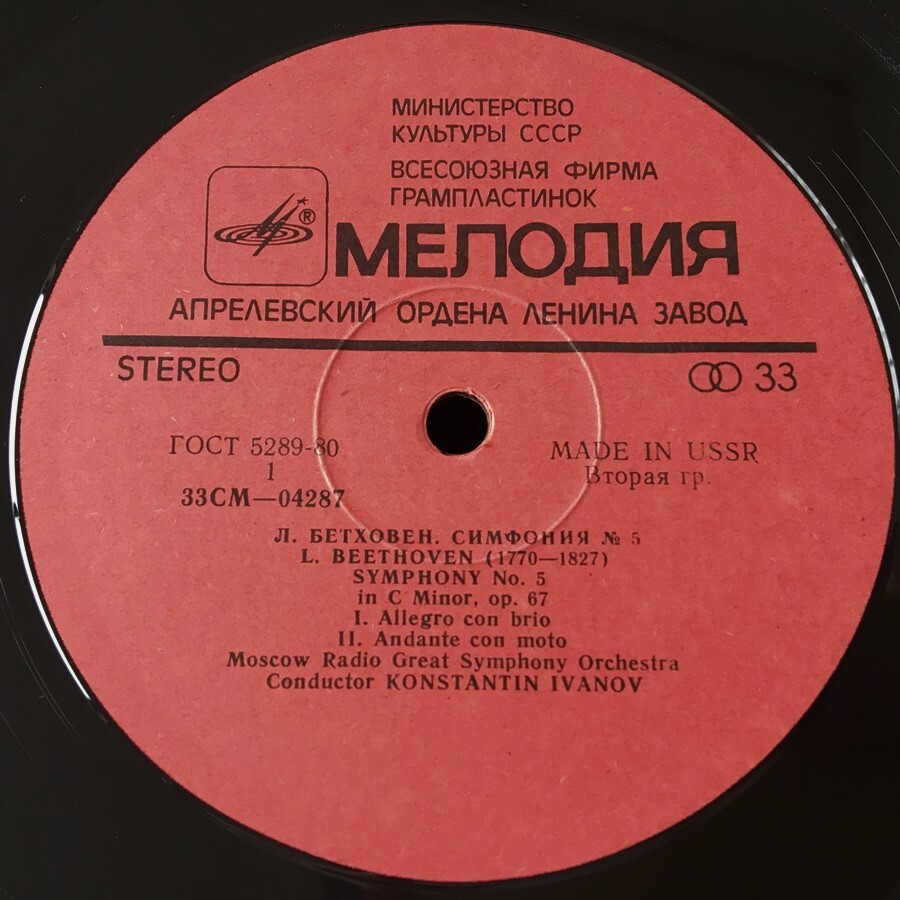 МИНИСТЕРСТВО
КУЛЬТУРЫ СССР
ВСЕСОЮЗНАЯ ФИРМА
ГРАМПЛАСТИНОК
®
МЕЛОДИЯ
АПРЕЛЕВСКИЙ ОРДЕНА ЛЕНИНА ЗАВОД
STEREO
33
ГОСТ 5289-80
MADE IN USSR
1
Вторая гр.
33СМ—04287
Л. БЕТХОВЕН. СИМФОНИЯ № 5
L. BEETHOVEN (1770—1827)
SYMPHONY No. 5
in C Minor, op. 67
I. Allegro con brio
II. Andante con moto
Moscow Radio Great Symphony Orchestra
Conductor KONSTANTIN IVANOV